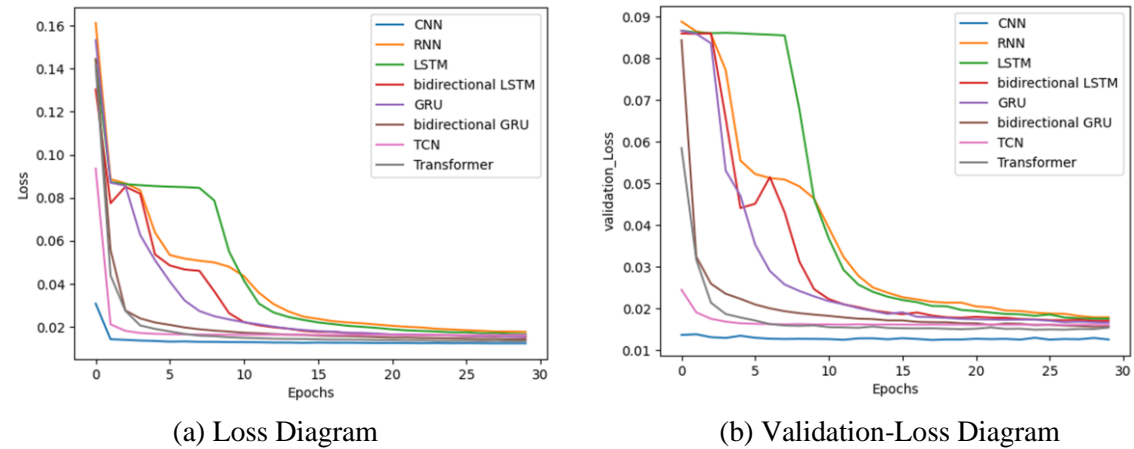 0.16
0.14
0.12
0.10
0.08
0.06
0.04
0.02
Loss
0
5
10
15
20
25
30
Epochs
CNN
RNN
LSTM
bidirectional LSTM
GRU
bidirectional GRU
TCN
Transformer
(a) Loss Diagram
0.09
0.08
0.07
0.06
0.05
0.04
0.03
0.02
0.01
validation_Loss
0
5
10
15
20
25
30
Epochs
CNN
RNN
LSTM
bidirectional LSTM
GRU
bidirectional GRU
TCN
Transformer
(b) Validation-Loss Diagram